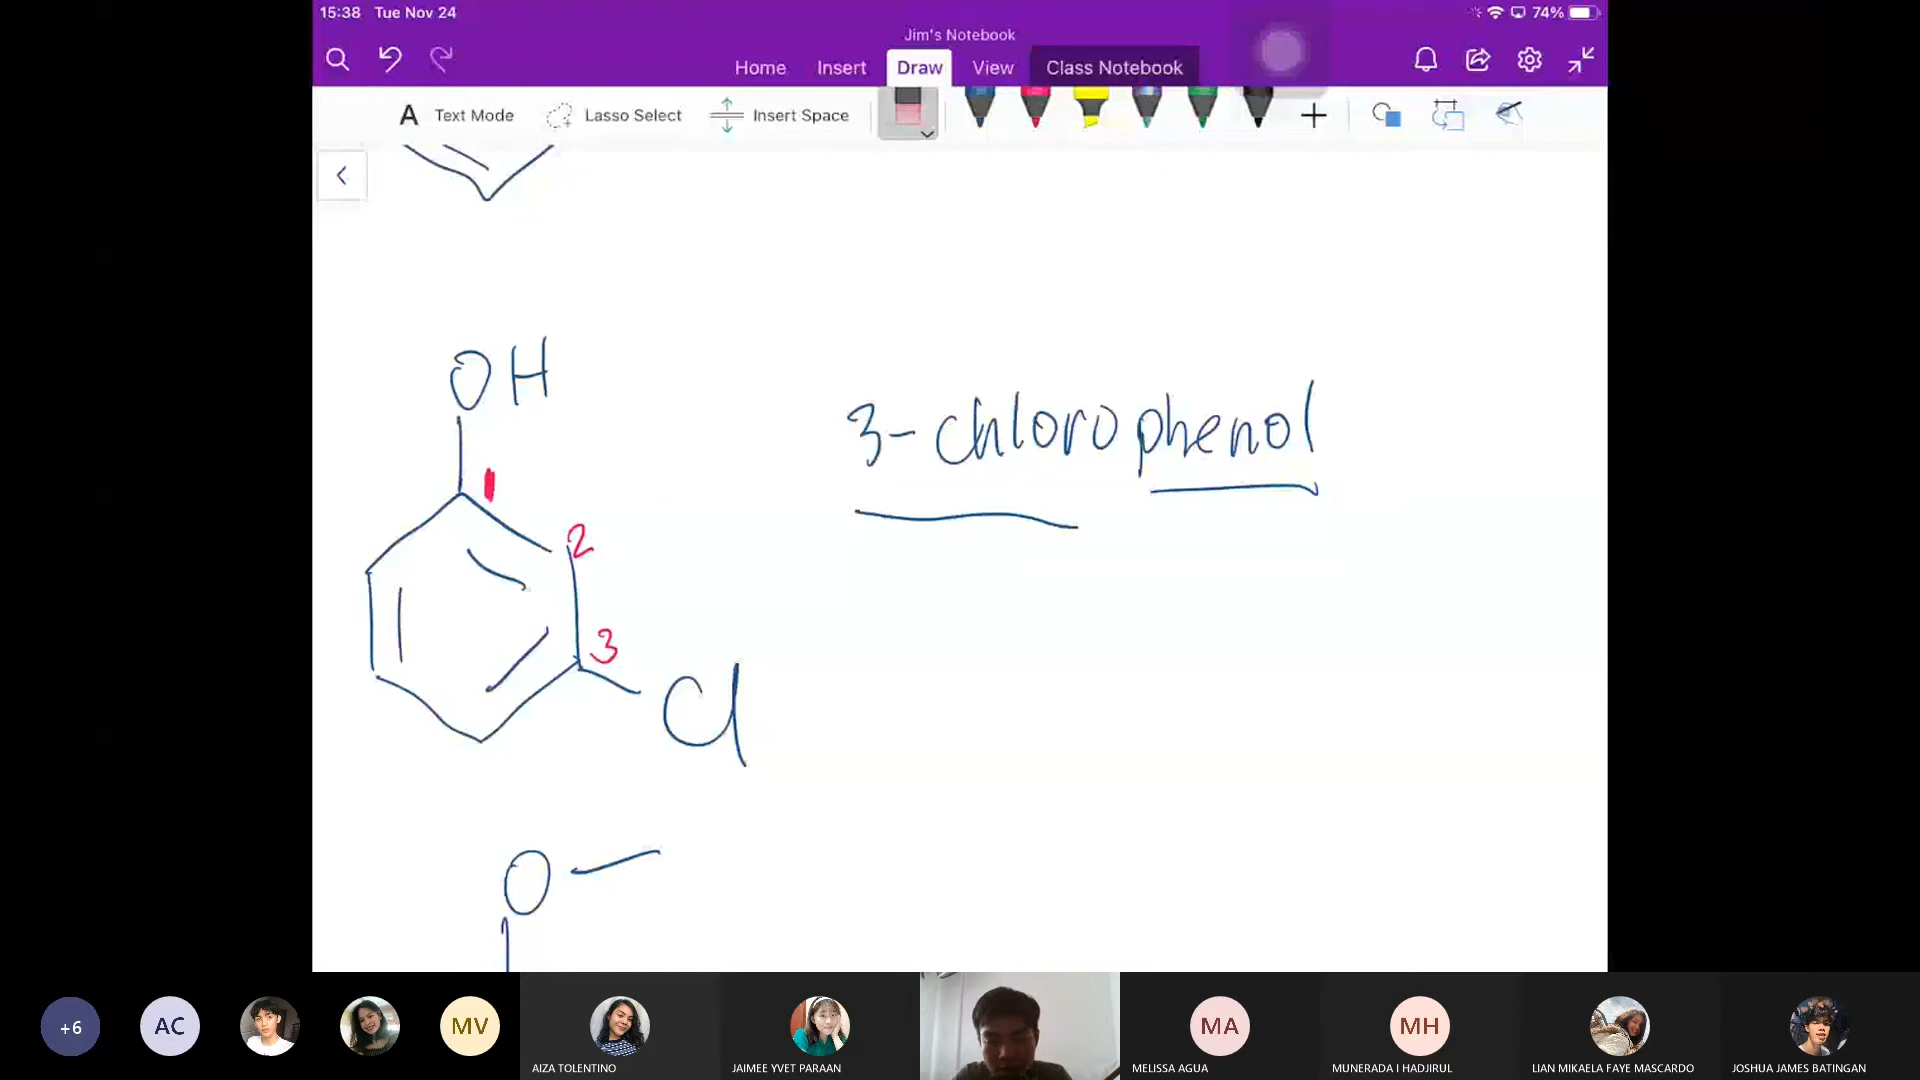 15:38 Tue Nov 24
74%
Jim's Notebook
Home Insert Draw View Class Notebook
A Text Mode Lasso Select Insert Space
OH
3-chlorophenol
1
2
3
Cl
O
+6 AC MV MA MH
AIZA TOLENTINO JAIMEE YVET PARAAN MELISSA AGUA MUNERADA I HADJIRUL LIAN MIKAELA FAYE MASCARDO JOSHUA JAMES BATINGAN